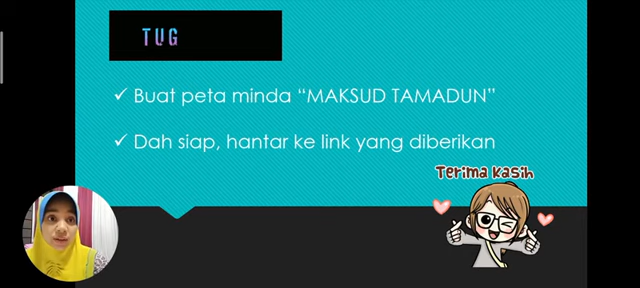 TUG
Buat peta minda “MAKSUD TAMADUN”
Dah siap, hantar ke link yang diberikan
Terima Kasih